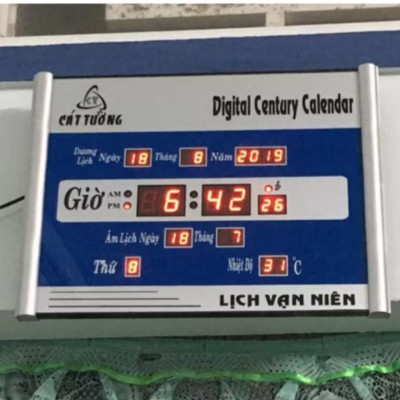 CT
CÁT TƯỜNG
Digital Century Calendar
Dương Lịch Ngày 18 Tháng 8 Năm 2019
Giờ AM PM 6:42 26
Âm Lịch Ngày 18 Tháng 7
Thứ 8 Nhiệt Độ 31 °C
LỊCH VẠN NIÊN